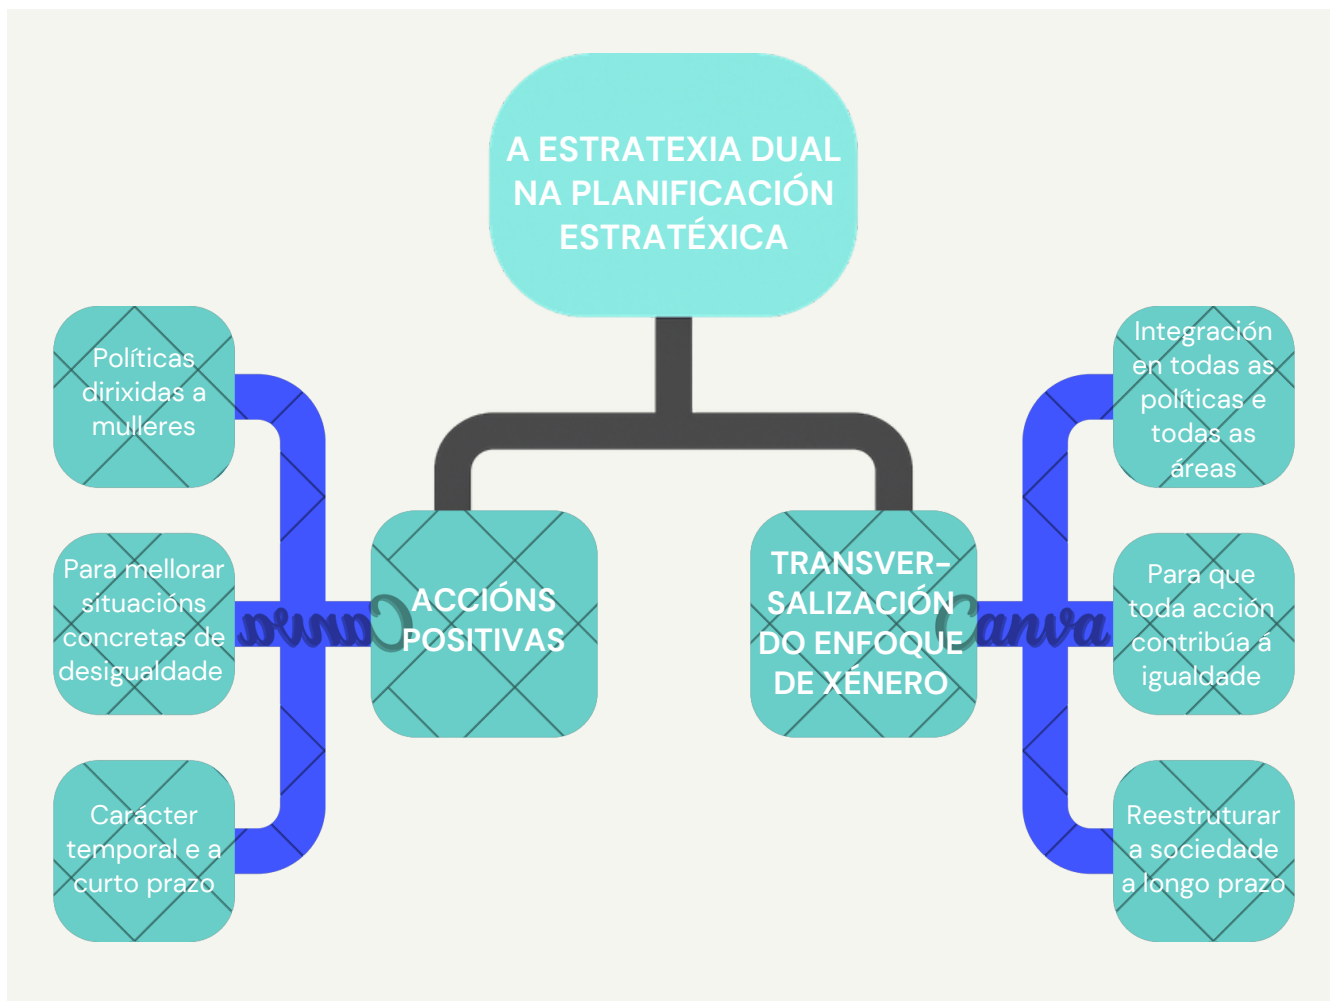 A ESTRATEXIA DUAL
NA PLANIFICACIÓN
ESTRATÉXICA
Políticas
dirixidas a
mulleres
Para mellorar
situacións
concretas de
desigualdade
Carácter
temporal e a
curto prazo
ACCIÓNS
POSITIVAS
Canva
TRANSVER-
SALIZACIÓN
DO ENFOQUE
DE XÉNERO
Canva
Integración
en todas as
políticas e
todas as
áreas
Para que
toda acción
contribúa á
igualdade
Reestruturar
a sociedade
a longo prazo